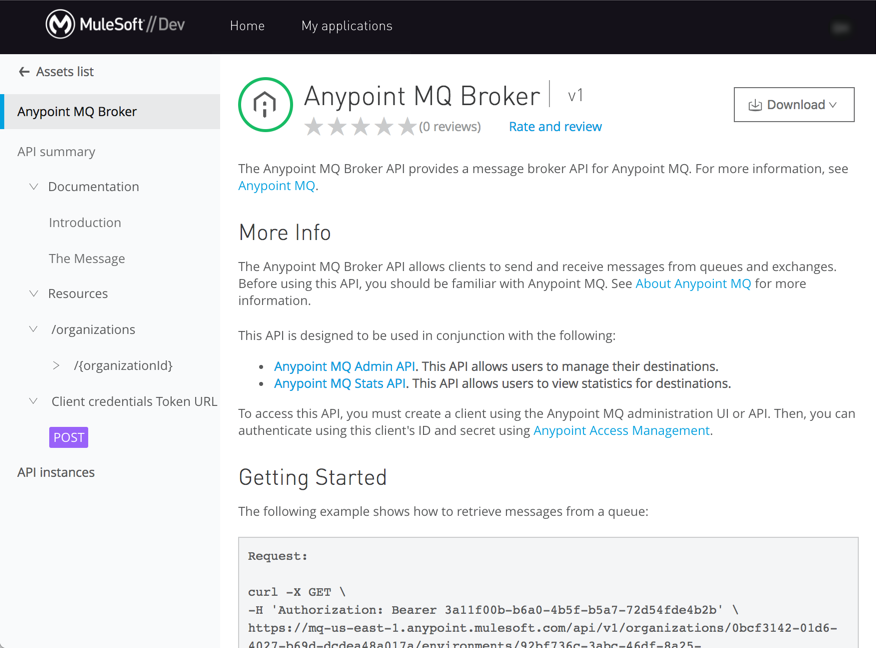 MuleSoft//Dev
Home
My applications
Assets list
Anypoint MQ Broker
API summary
Documentation
Introduction
The Message
Resources
/organizations
/{organizationId}
Client credentials Token URL
POST
API instances
Anypoint MQ Broker
v1
(0 reviews)
Rate and review
Download
The Anypoint MQ Broker API provides a message broker API for Anypoint MQ. For more information, see
Anypoint MQ.
More Info
The Anypoint MQ Broker API allows clients to send and receive messages from queues and exchanges.
Before using this API, you should be familiar with Anypoint MQ. See About Anypoint MQ for more
information.
This API is designed to be used in conjunction with the following:
• Anypoint MQ Admin API. This API allows users to manage their destinations.
• Anypoint MQ Stats API. This API allows users to view statistics for destinations.
To access this API, you must create a client using the Anypoint MQ administration UI or API. Then, you can
authenticate using this client's ID and secret using Anypoint Access Management.
Getting Started
The following example shows how to retrieve messages from a queue:
Request:
curl -X GET \
-H 'Authorization: Bearer 3a11f00b-b6a0-4b5f-b5a7-72d54fde4b2b' \
https://mq-us-east-1.anypoint.mulesoft.com/api/v1/organizations/0bcf3142-01d6-
4027-b69d-dcdea48a017a/environments/92bf736c-3abc-46df-8a25-